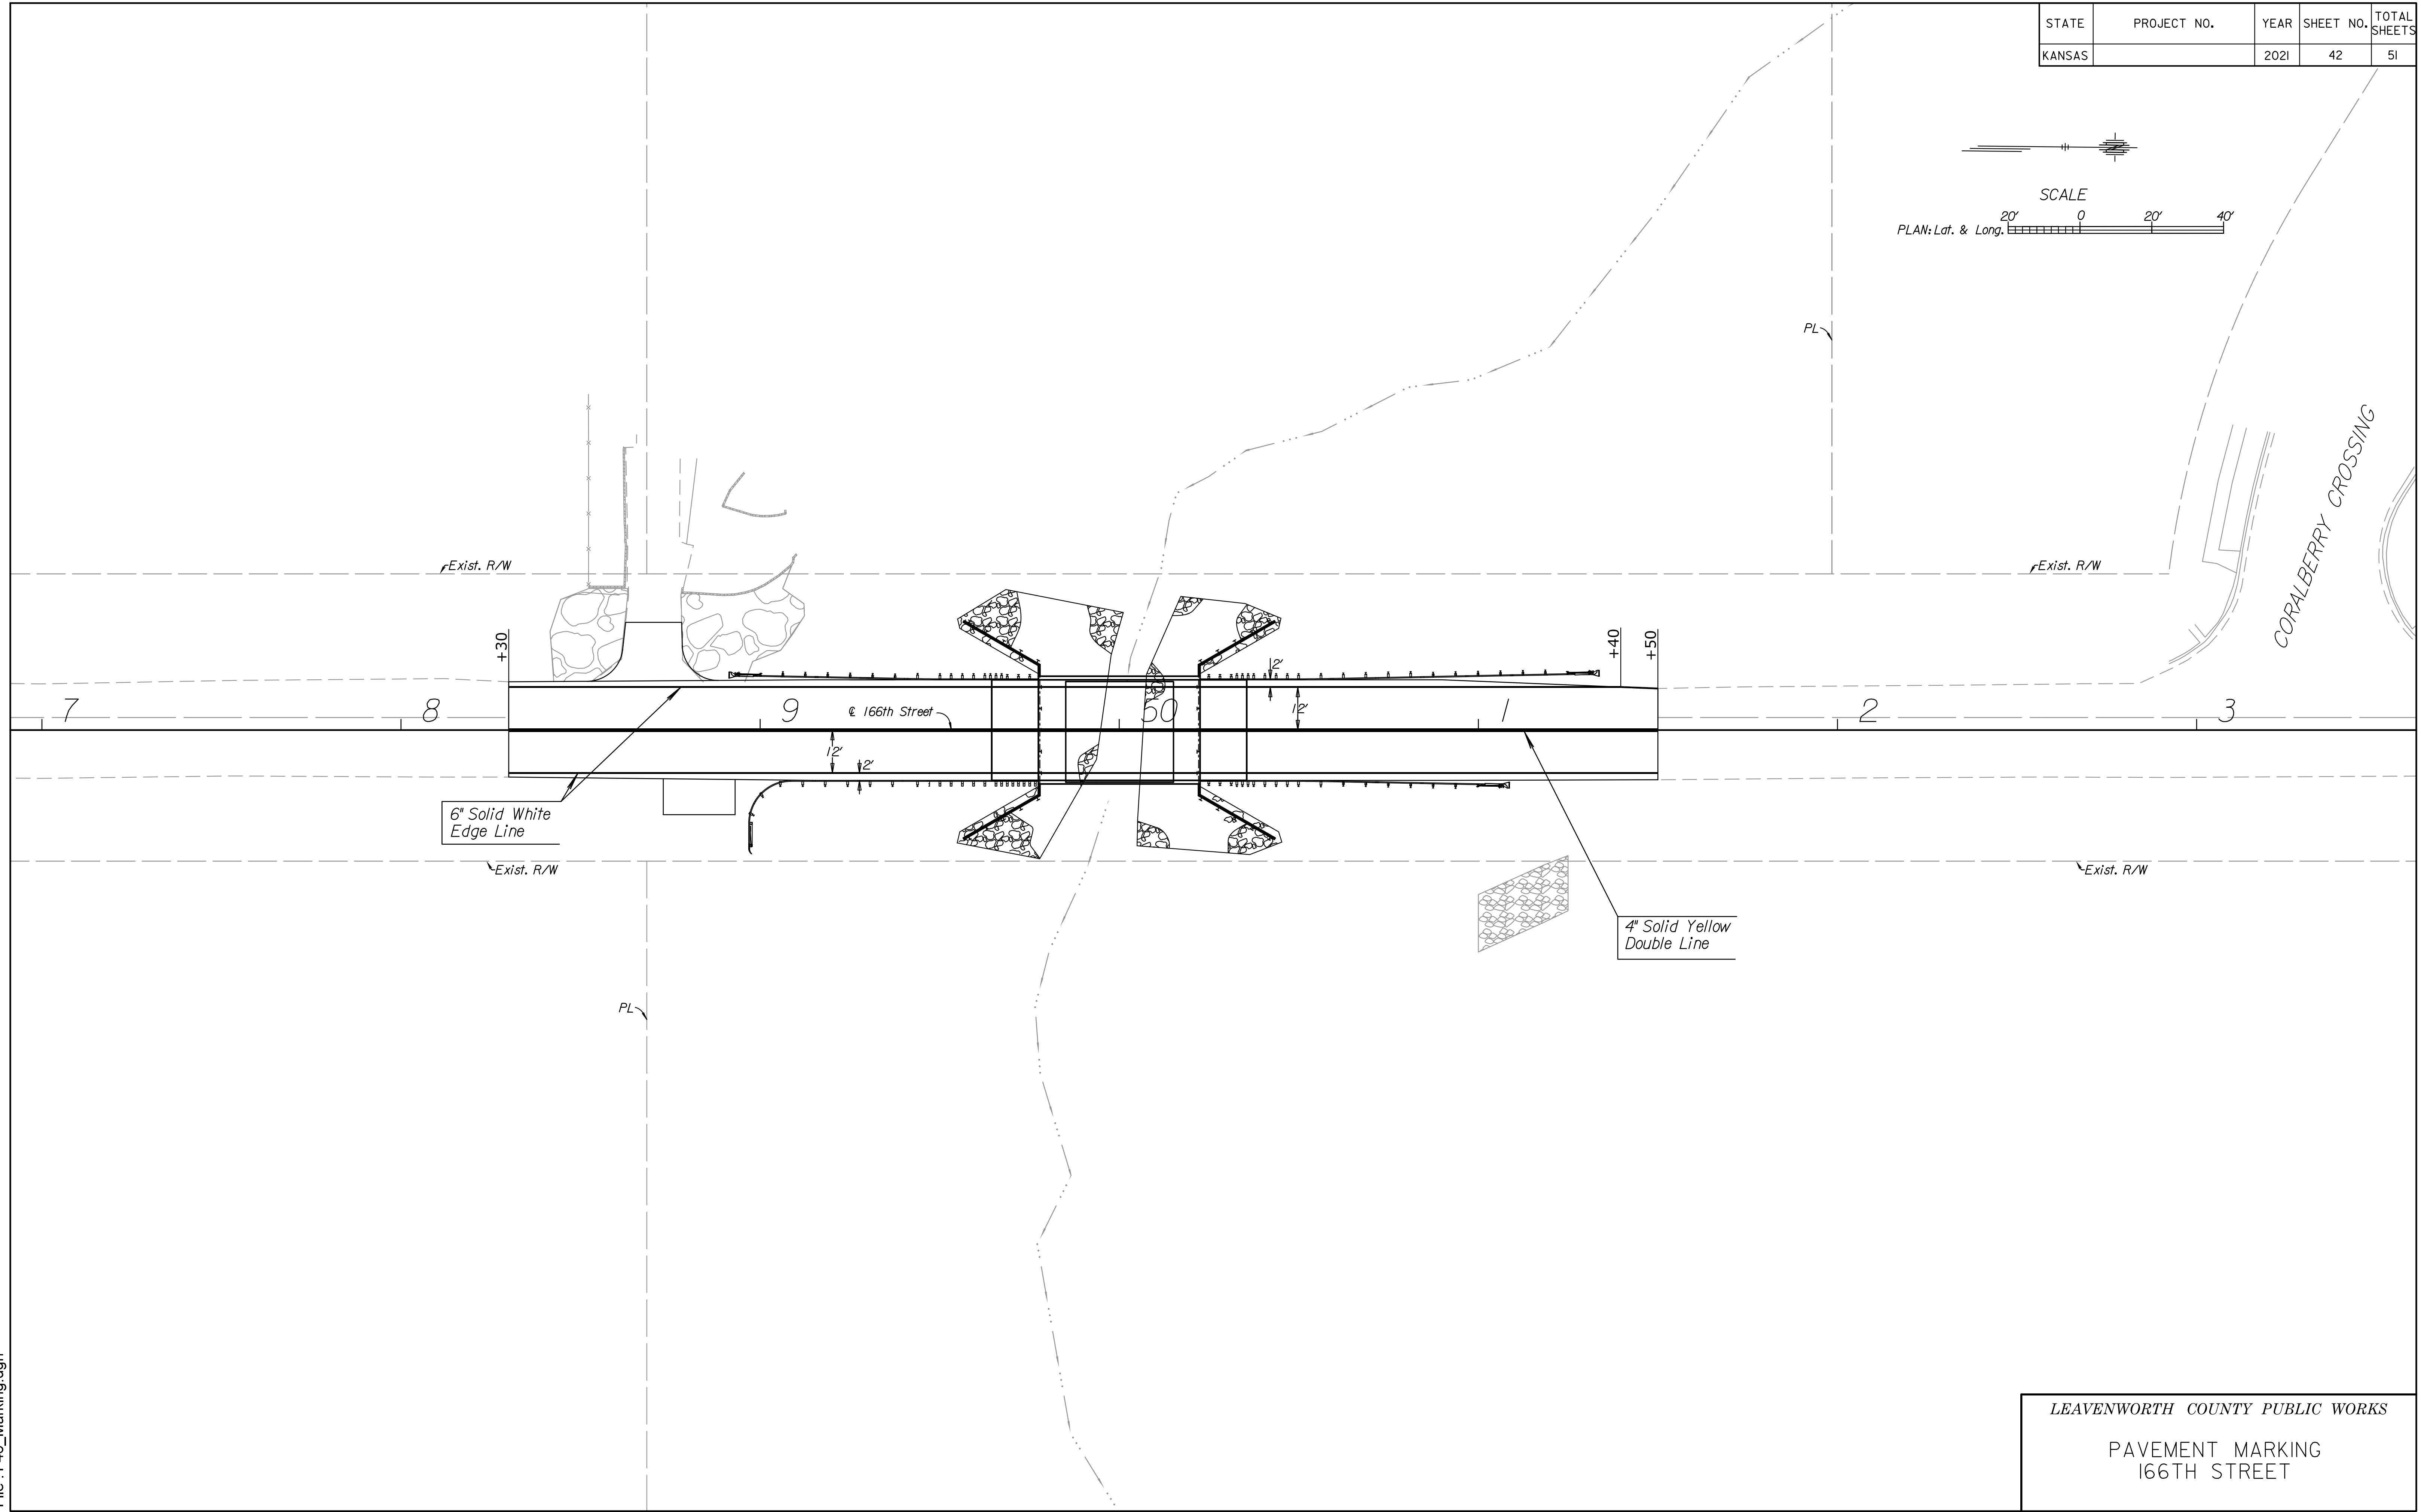 STATE PROJECT NO. YEAR SHEET NO. TOTAL SHEETS
KANSAS 2021 42 51
SCALE
20' 0 20' 40'
PLAN: Lat. & Long.
PL
CORALBERRY CROSSING
Exist. R/W
Exist. R/W
+30
+40
+50
2'
7 8 9 50 1 2 3
℄ 166th Street
12'
12'
2'
6" Solid White
Edge Line
Exist. R/W
Exist. R/W
4" Solid Yellow
Double Line
PL
LEAVENWORTH COUNTY PUBLIC WORKS
PAVEMENT MARKING
166TH STREET